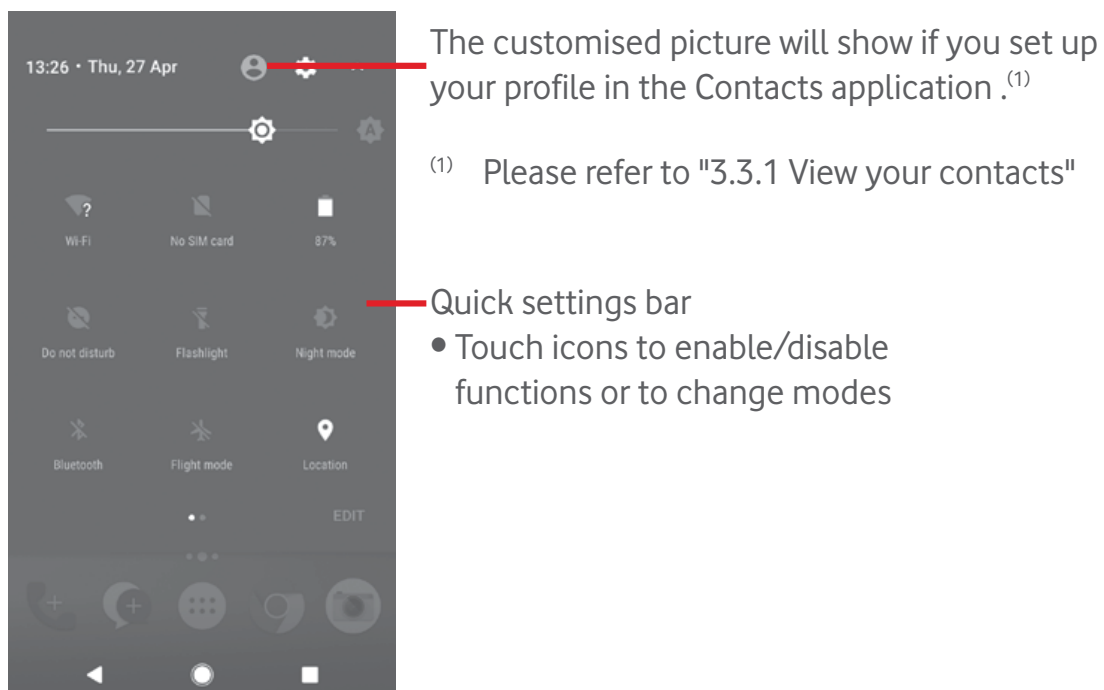 13:26 • Thu, 27 Apr
The customised picture will show if you set up
your profile in the Contacts application .(1)
(1) Please refer to "3.3.1 View your contacts"
A
?
Wi-Fi No SIM card 87%
Quick settings bar
• Touch icons to enable/disable
functions or to change modes
Do not disturb Flashlight Night mode
Bluetooth Flight mode Location
EDIT